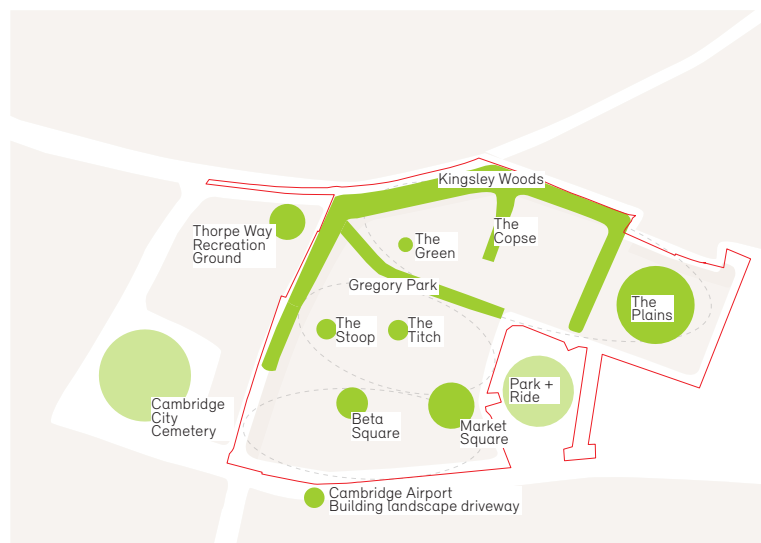 Kingsley Woods
Thorpe Way
Recreation
Ground
The
Green
The
Copse
Gregory Park
The
Plains
The
Stoop
The
Titch
Park +
Ride
Cambridge
City
Cemetery
Beta
Square
Market
Square
Cambridge Airport
Building landscape driveway